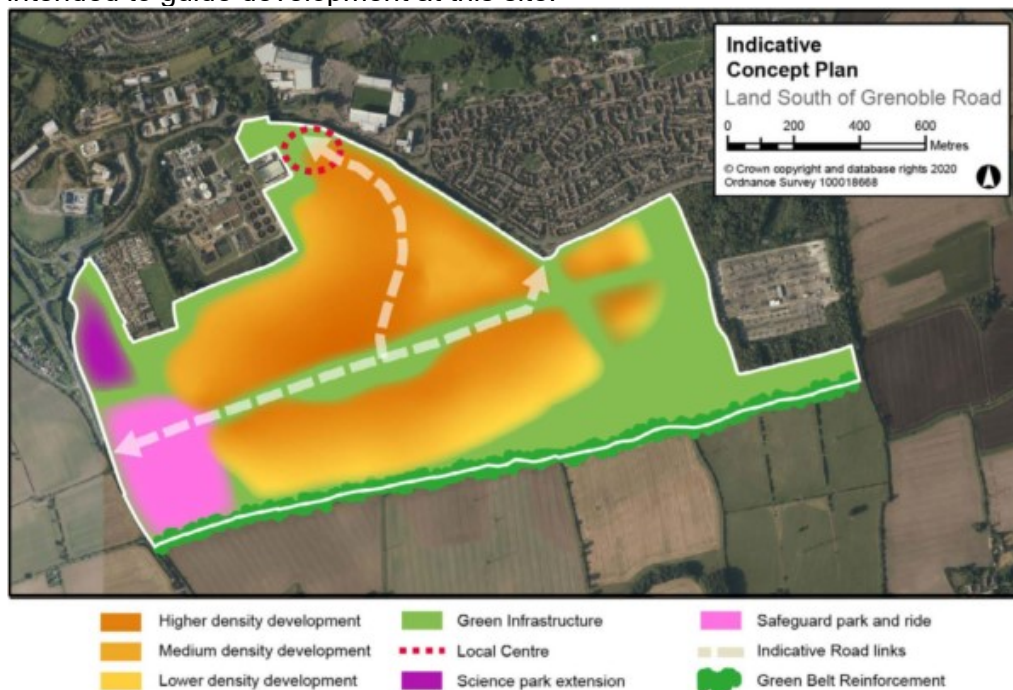 intended to guide development at this site.
Indicative
Concept Plan
Land South of Grenoble Road
0 200 400 600
Metres
© Crown copyright and database rights 2020
Ordnance Survey 100018668
Higher density development
Medium density development
Lower density development
Green Infrastructure
Local Centre
Science park extension
Safeguard park and ride
Indicative Road links
Green Belt Reinforcement